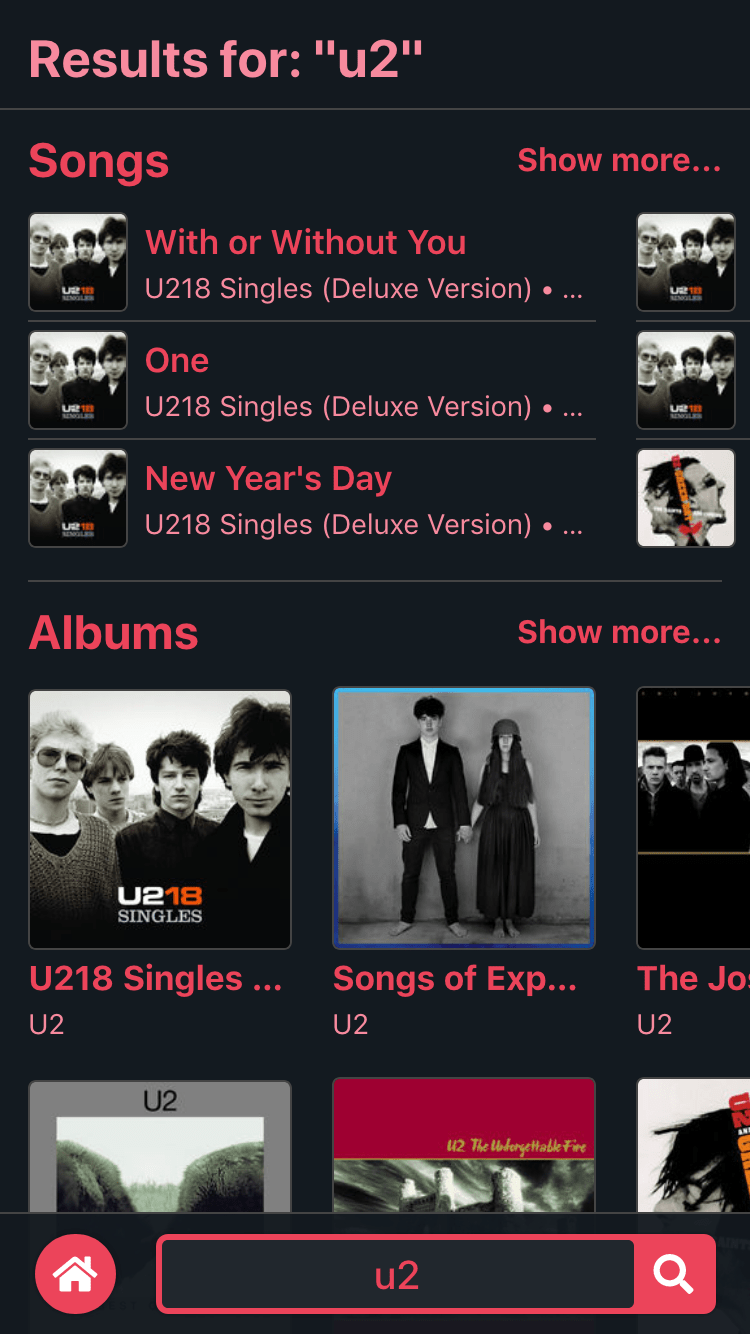 Results for: "u2"
Songs
Show more...
With or Without You
U218 Singles (Deluxe Version) • ...
One
U218 Singles (Deluxe Version) • ...
New Year's Day
U218 Singles (Deluxe Version) • ...
Albums
Show more...
U218
SINGLES
U218 Singles ...
U2
Songs of Exp...
U2
The Jos
U2
U2
U2 The Unforgettable Fire
u2